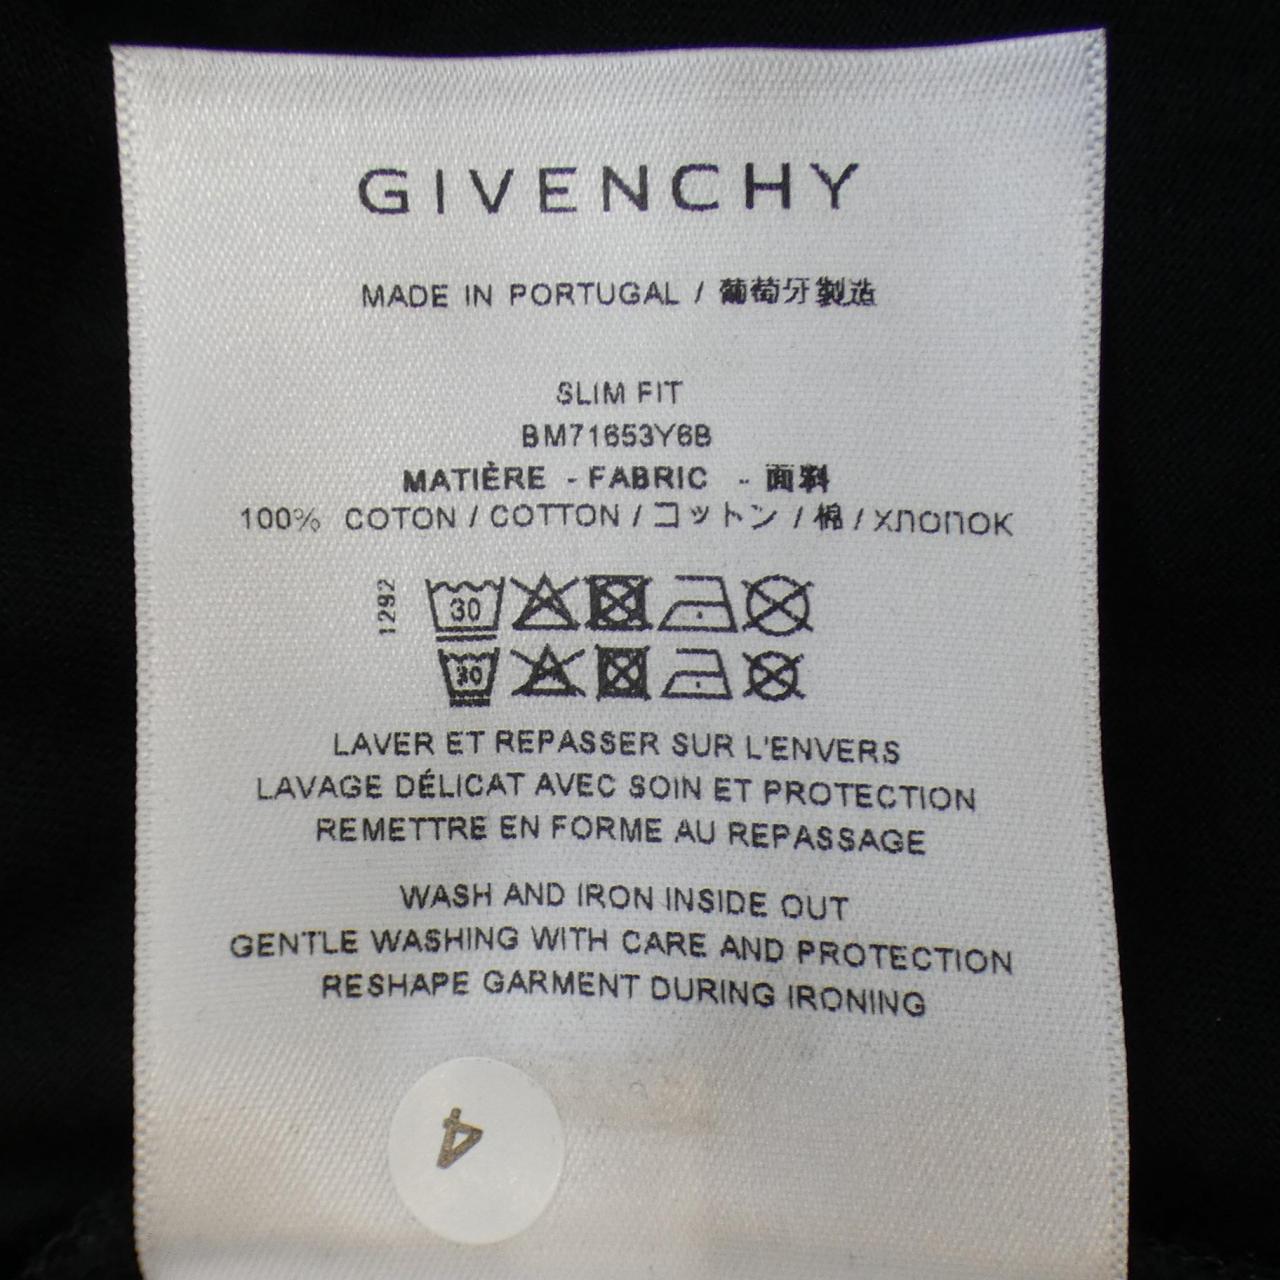 GIVENCHY
MADE IN PORTUGAL / 葡萄牙製造
SLIM FIT
BM71653Y6B
MATIÈRE - FABRIC - 面料
100% COTON / COTTON / コットン / 棉 / ХЛОПОК
1292
30
30
LAVER ET REPASSER SUR L'ENVERS
LAVAGE DÉLICAT AVEC SOIN ET PROTECTION
REMETTRE EN FORME AU REPASSAGE
WASH AND IRON INSIDE OUT
GENTLE WASHING WITH CARE AND PROTECTION
RESHAPE GARMENT DURING IRONING
4